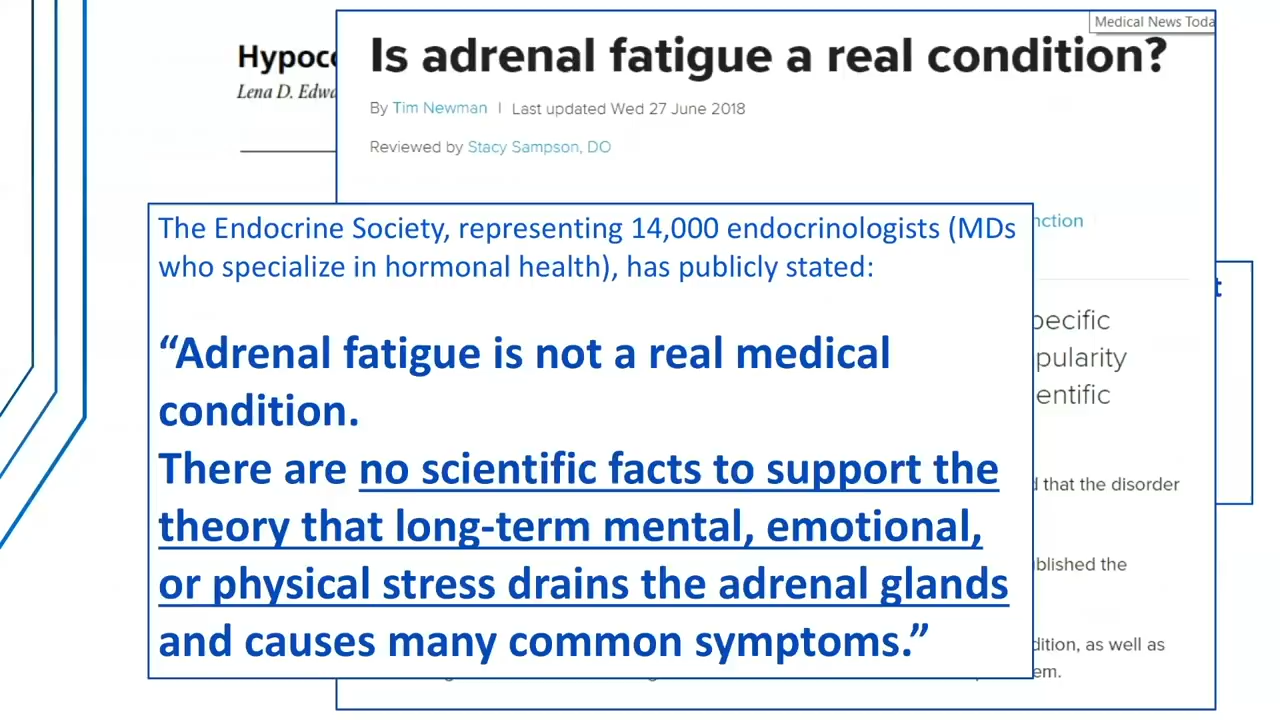 Medical News Toda
Hypoc
Is adrenal fatigue a real condition?
Lena D. Edwa
By Tim Newman | Last updated Wed 27 June 2018
Reviewed by Stacy Sampson, DO
nction
The Endocrine Society, representing 14,000 endocrinologists (MDs
who specialize in hormonal health), has publicly stated:
“Adrenal fatigue is not a real medical
condition.
There are no scientific facts to support the
theory that long-term mental, emotional,
or physical stress drains the adrenal glands
and causes many common symptoms.”
t
pecific
pularity
entific
d that the disorder
blished the
dition, as well as
em.